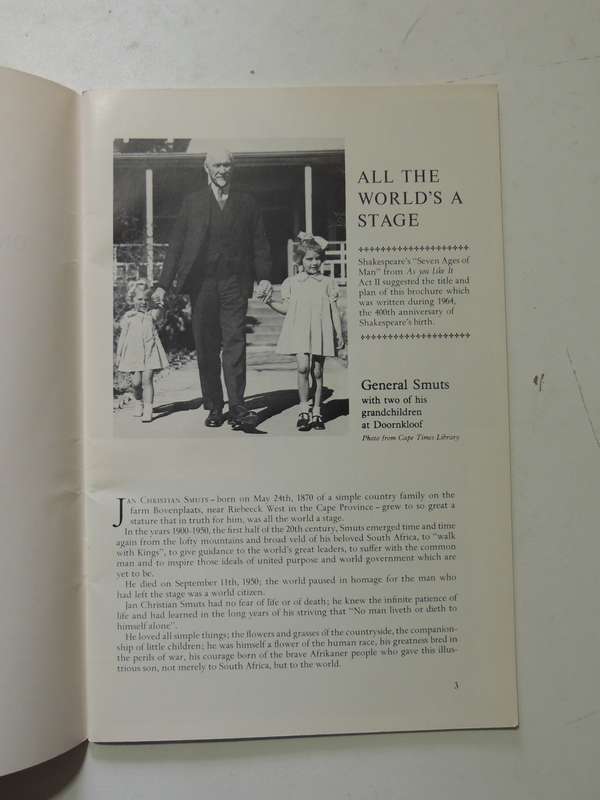 ALL THE
WORLD'S A
STAGE
Shakespeare's "Seven Ages of
Man" from As you Like It
Act II suggested the title and
plan of this brochure which
was written during 1964,
the 400th anniversary of
Shakespeare's birth.
General Smuts
with two of his
grandchildren
at Doornkloof
Photo from Cape Times Library
JAN CHRISTIAN SMUTS – born on May 24th, 1870 of a simple country family on the
farm Bovenplaats, near Riebeeck West in the Cape Province – grew to so great a
stature that in truth for him, was all the world a stage.
In the years 1900-1950, the first half of the 20th century, Smuts emerged time and time
again from the lofty mountains and broad veld of his beloved South Africa, to "walk
with Kings", to give guidance to the world's great leaders, to suffer with the common
man and to inspire those ideals of united purpose and world government which are
yet to be.
He died on September 11th, 1950; the world paused in homage for the man who
had left the stage was a world citizen.
Jan Christian Smuts had no fear of life or of death; he knew the infinite patience of
life and had learned in the long years of his striving that "No man liveth or dieth to
himself alone".
He loved all simple things; the flowers and grasses of the countryside, the companion-
ship of little children; he was himself a flower of the human race, his greatness bred in
the perils of war, his courage born of the brave Afrikaner people who gave this illus-
trious son, not merely to South Africa, but to the world.
3